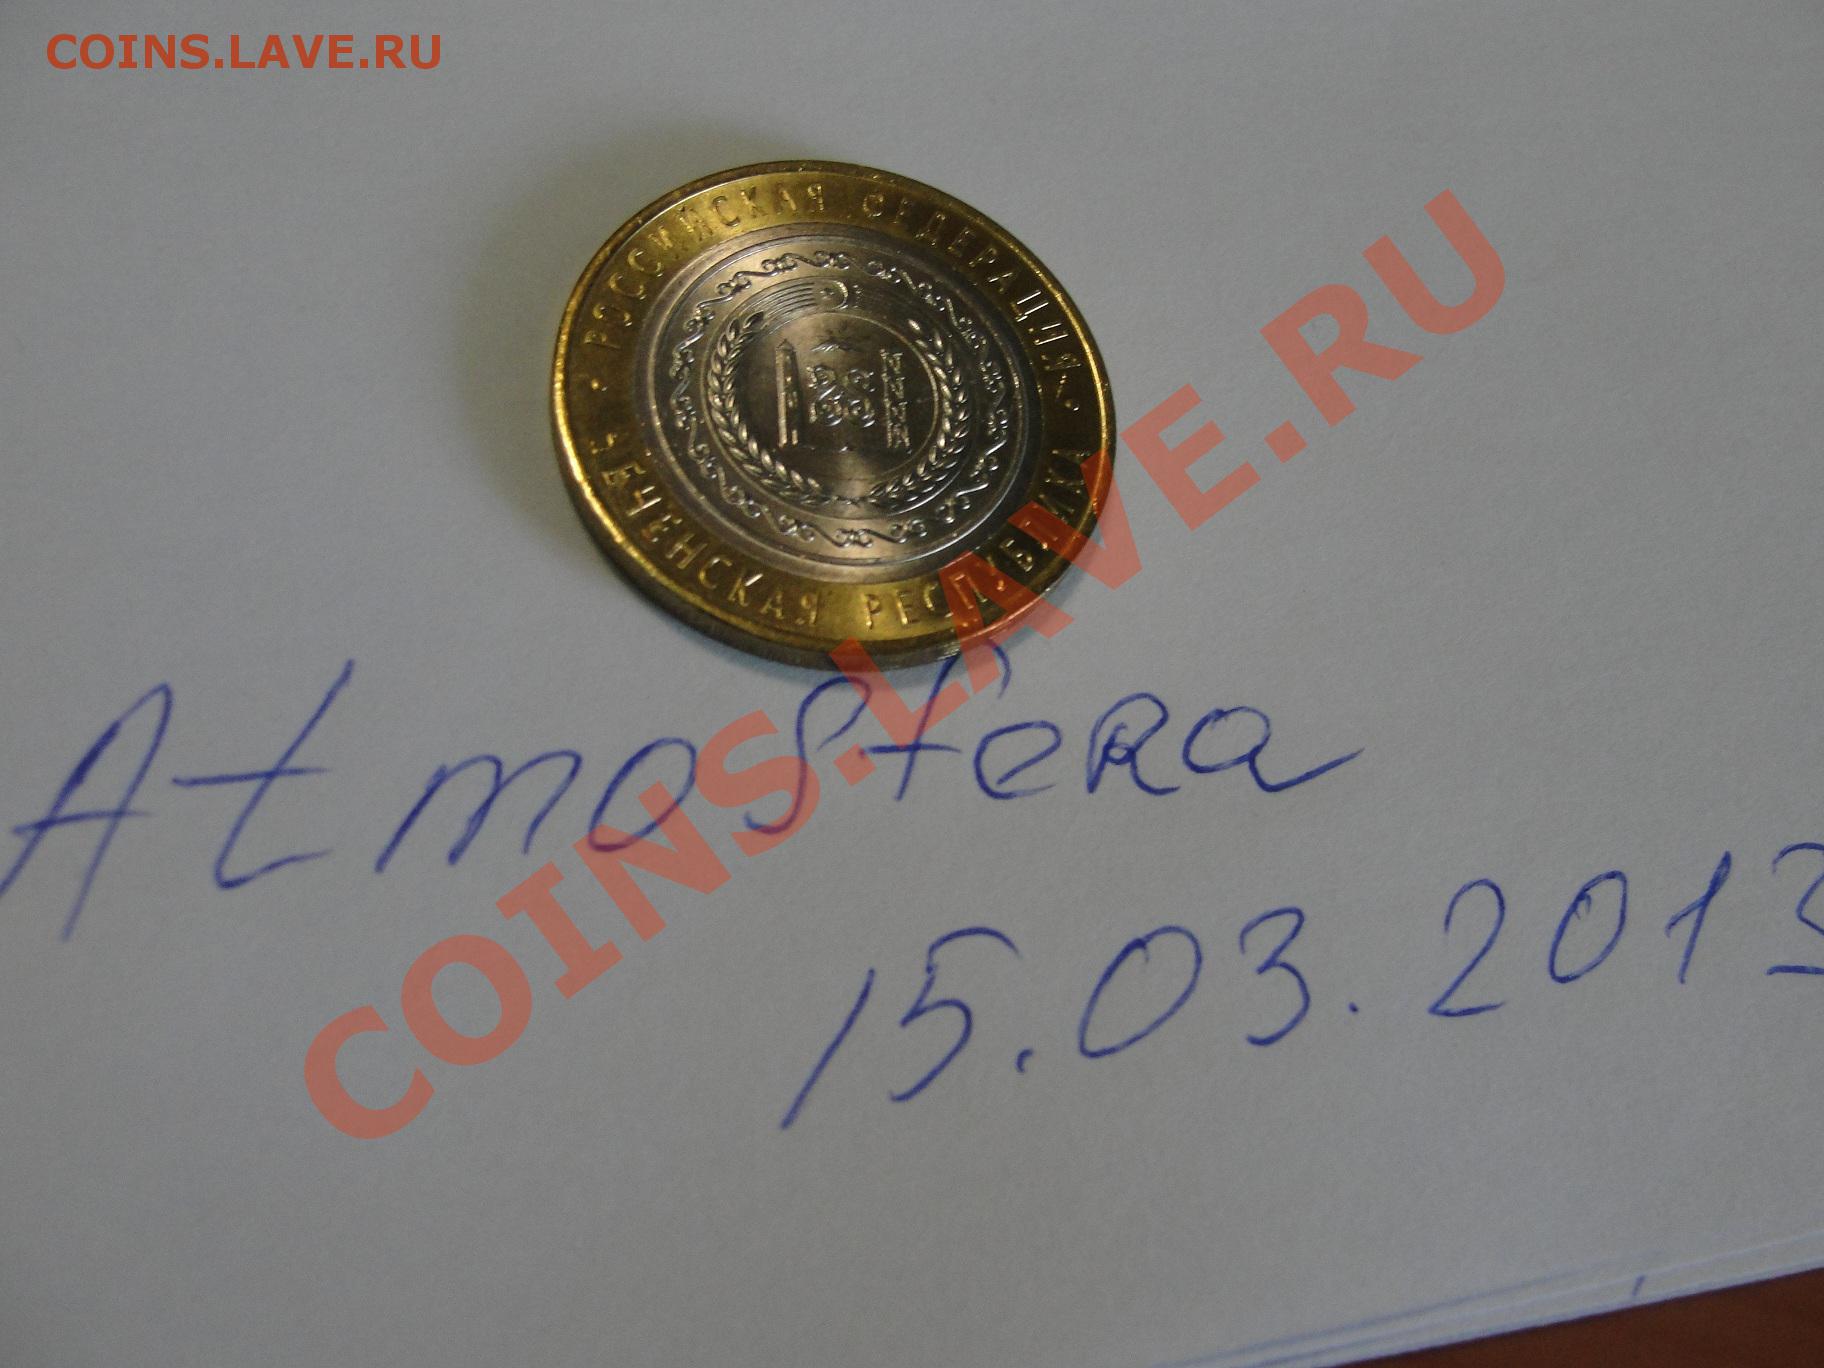 COINS.LAVE.RU
РОССИЙСКАЯ ФЕДЕРАЦИЯ
ЧЕЧЕНСКАЯ РЕСПУБЛИКА
Atmosfera
15.03.2013
COINS.LAVE.RU